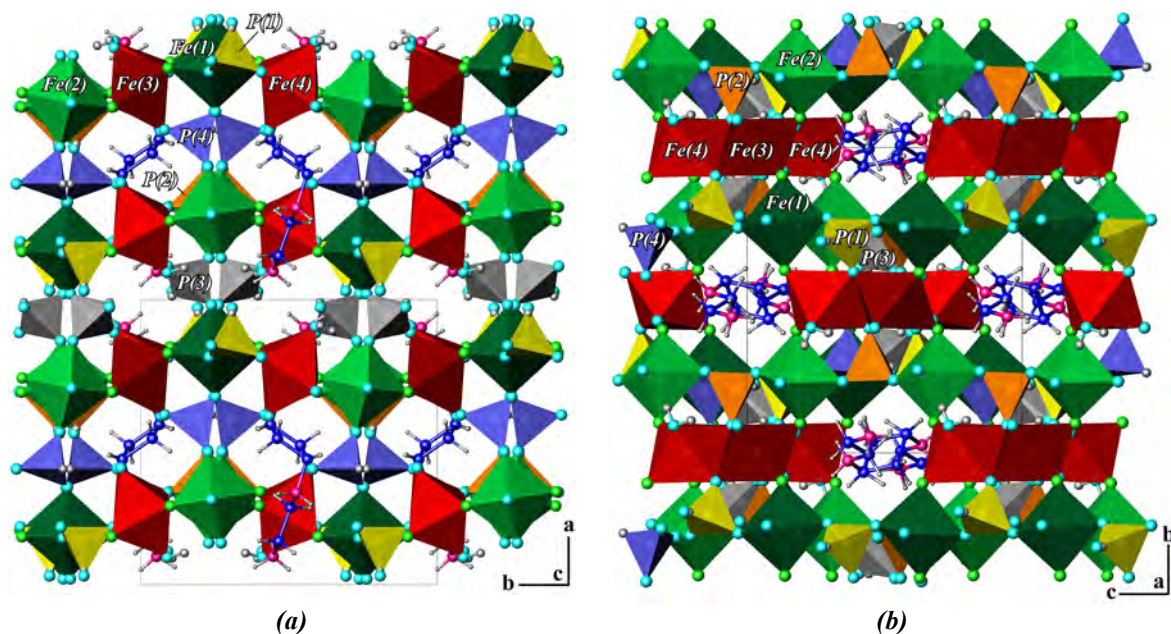 P(1)
Fe(1)
Fe(2)
Fe(3)
Fe(4)
P(4)
P(2)
P(3)
a
b
c
(a)
Fe(2)
P(2)
Fe(4)
Fe(3)
Fe(4)
Fe(1)
P(4)
P(1)
P(3)
b
c
a
(b)